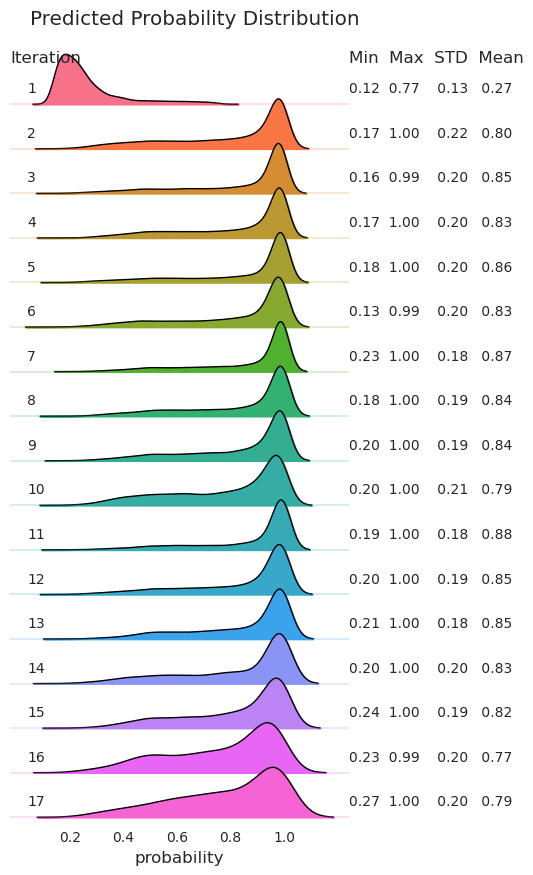 Predicted Probability Distribution
Iteration Min Max STD Mean
1 0.12 0.77 0.13 0.27
2 0.17 1.00 0.22 0.80
3 0.16 0.99 0.20 0.85
4 0.17 1.00 0.20 0.83
5 0.18 1.00 0.20 0.86
6 0.13 0.99 0.20 0.83
7 0.23 1.00 0.18 0.87
8 0.18 1.00 0.19 0.84
9 0.20 1.00 0.19 0.84
10 0.20 1.00 0.21 0.79
11 0.19 1.00 0.18 0.88
12 0.20 1.00 0.19 0.85
13 0.21 1.00 0.18 0.85
14 0.20 1.00 0.20 0.83
15 0.24 1.00 0.19 0.82
16 0.23 0.99 0.20 0.77
17 0.27 1.00 0.20 0.79
0.2 0.4 0.6 0.8 1.0
probability